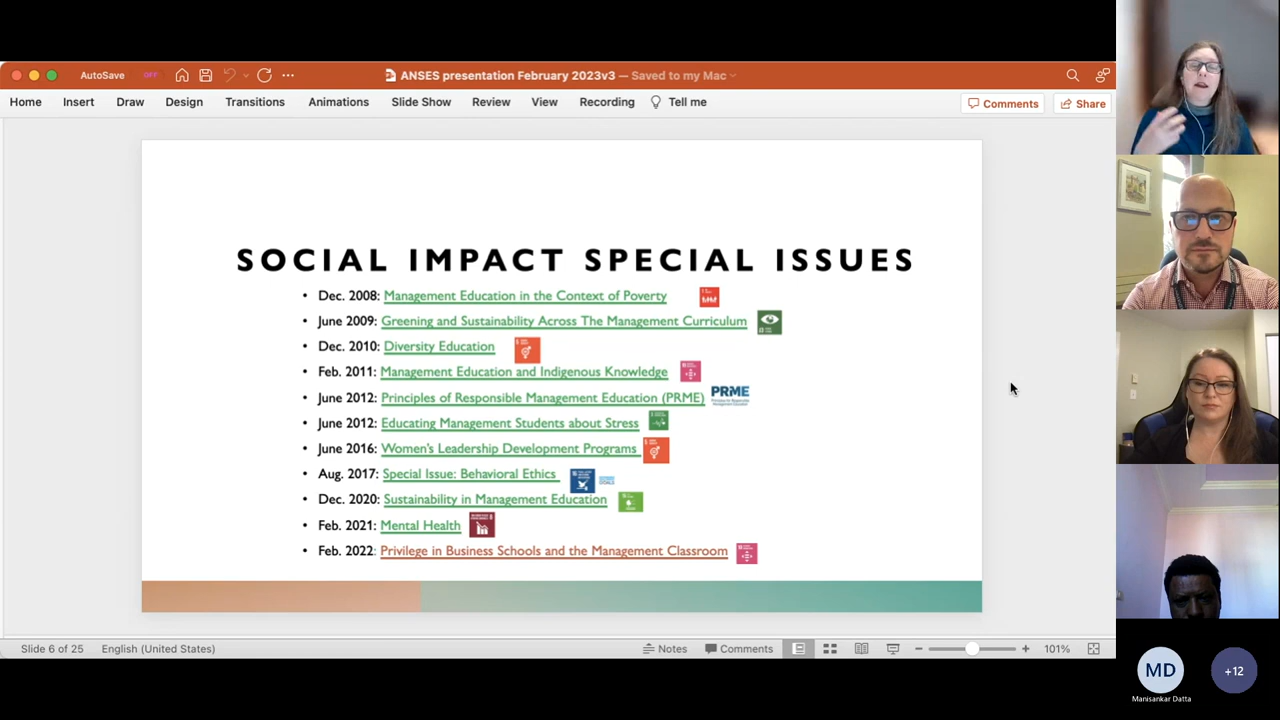 AutoSave
OFF
ANSES presentation February 2023v3 — Saved to my Mac
Home Insert Draw Design Transitions Animations Slide Show Review View Recording Tell me
Comments Share
SOCIAL IMPACT SPECIAL ISSUES
• Dec. 2008: Management Education in the Context of Poverty
• June 2009: Greening and Sustainability Across The Management Curriculum
• Dec. 2010: Diversity Education
• Feb. 2011: Management Education and Indigenous Knowledge
• June 2012: Principles of Responsible Management Education (PRME)
PRME
• June 2012: Educating Management Students about Stress
• June 2016: Women's Leadership Development Programs
• Aug. 2017: Special Issue: Behavioral Ethics
• Dec. 2020: Sustainability in Management Education
• Feb. 2021: Mental Health
• Feb. 2022: Privilege in Business Schools and the Management Classroom
Slide 6 of 25 English (United States)
Notes Comments
101%
MD
Manisankar Datta
+12